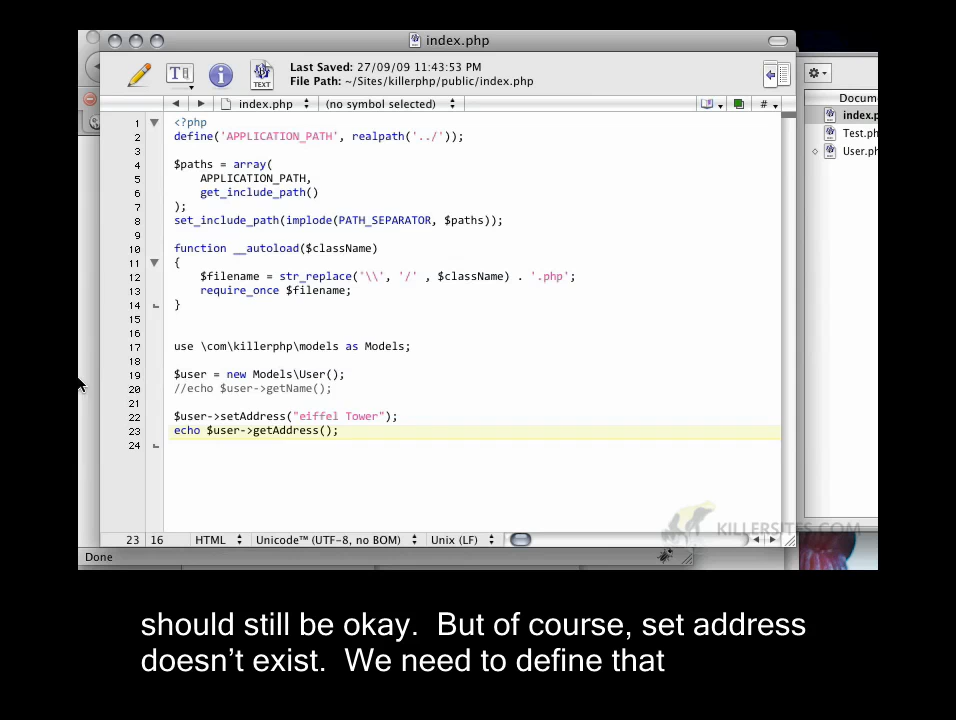 index.php
Last Saved: 27/09/09 11:43:53 PM
File Path: ~/Sites/killerphp/public/index.php
TEXT
index.php (no symbol selected) #
Docum
index.p
Test.ph
User.ph
1 <?php
2 define('APPLICATION_PATH', realpath('../'));
3
4 $paths = array(
5 APPLICATION_PATH,
6 get_include_path()
7 );
8 set_include_path(implode(PATH_SEPARATOR, $paths));
9
10 function __autoload($className)
11 {
12 $filename = str_replace('\\', '/' , $className) . '.php';
13 require_once $filename;
14 }
15
16
17 use \com\killerphp\models as Models;
18
19 $user = new Models\User();
20 //echo $user->getName();
21
22 $user->setAddress("eiffel Tower");
23 echo $user->getAddress();
24
KILLERSITES.COM
23 16 HTML Unicode™ (UTF-8, no BOM) Unix (LF)
Done
should still be okay. But of course, set address
doesn't exist. We need to define that